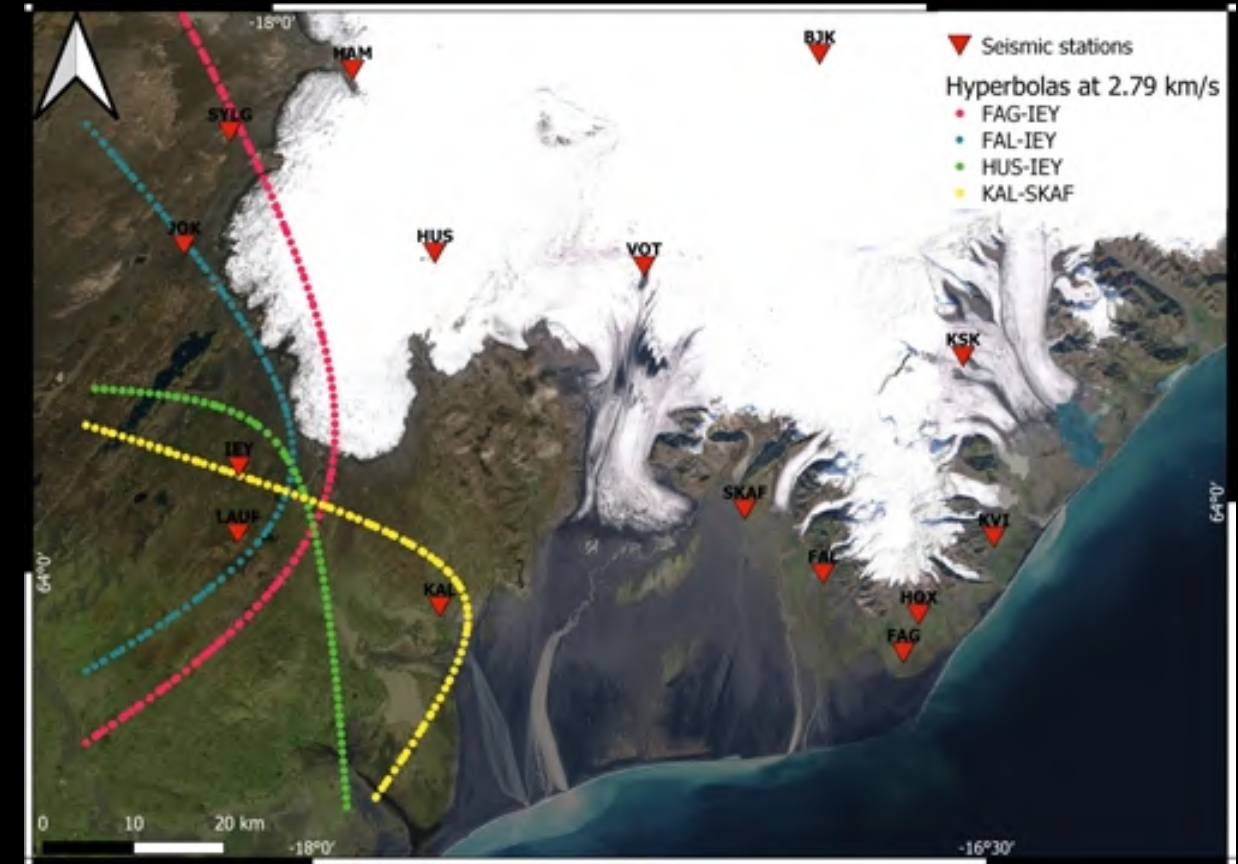 -18°0'
HAM
BJK
Seismic stations
Hyperbolas at 2.79 km/s
FAG-IEY
FAL-IEY
HUS-IEY
KAL-SKAF
SYLG
JOK
HUS
VOT
KSK
IEY
SKAF
LAUF
KVI
64°0'
64°0'
FAL
KAL
HOX
FAG
0 10 20 km
-18°0'
-16°30'